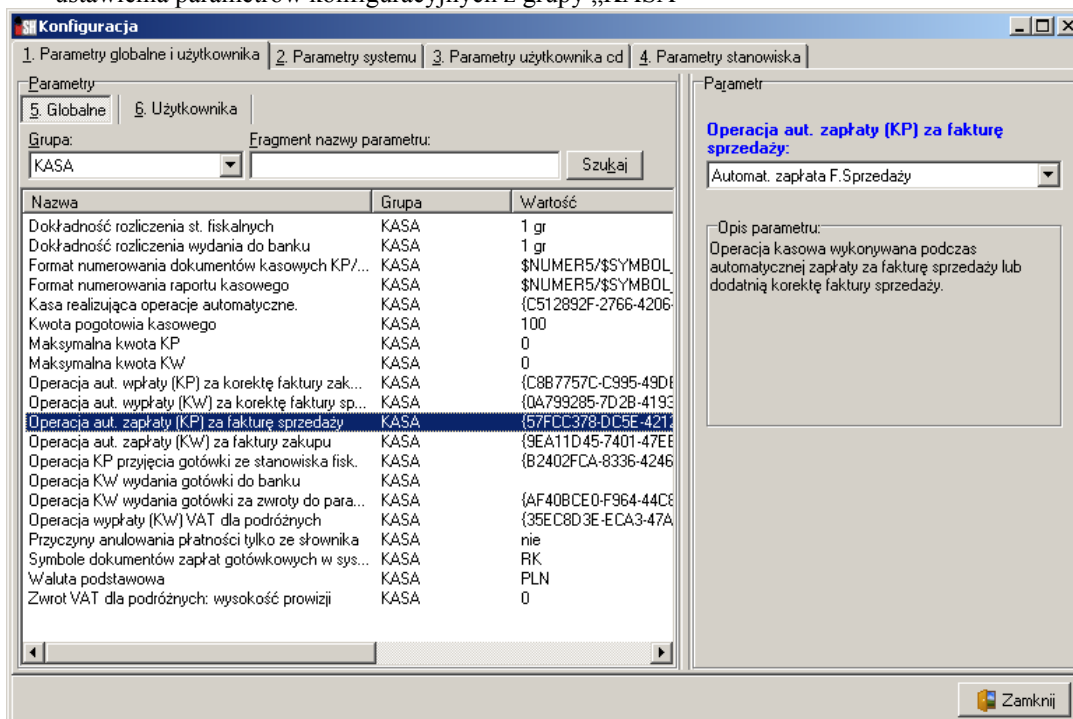 ustawienia parametrów konfiguracyjnych z grupy „KASA”
SH Konfiguracja
1. Parametry globalne i użytkownika 2. Parametry systemu 3. Parametry użytkownika cd 4. Parametry stanowiska
Parametry
5. Globalne 6. Użytkownika
Grupa: Fragment nazwy parametru:
KASA Szukaj
Nazwa Grupa Wartość
Dokładność rozliczenia st. fiskalnych KASA 1 gr
Dokładność rozliczenia wydania do banku KASA 1 gr
Format numerowania dokumentów kasowych KP/... KASA $NUMER5/$SYMBOL_
Format numerowania raportu kasowego KASA $NUMER5/$SYMBOL_
Kasa realizująca operacje automatyczne. KASA {C512892F-2766-4206-
Kwota pogotowia kasowego KASA 100
Maksymalna kwota KP KASA 0
Maksymalna kwota KW KASA 0
Operacja aut. wpłaty (KP) za korektę faktury zak... KASA {C8B7757C-C995-49DE
Operacja aut. wypłaty (KW) za korektę faktury sp... KASA {0A799285-7D2B-4193
Operacja aut. zapłaty (KP) za fakturę sprzedaży KASA {57FCC378-DC5E-4212
Operacja aut. zapłaty (KW) za faktury zakupu KASA {9EA11D45-7401-47EE
Operacja KP przyjęcia gotówki ze stanowiska fisk. KASA {B2402FCA-8336-4246
Operacja KW wydania gotówki do banku KASA
Operacja KW wydania gotówki za zwroty do para... KASA {AF40BCE0-F964-44C8
Operacja wypłaty (KW) VAT dla podróżnych KASA {35EC8D3E-ECA3-47A
Przyczyny anulowania płatności tylko ze słownika KASA nie
Symbole dokumentów zapłat gotówkowych w sys... KASA RK
Waluta podstawowa KASA PLN
Zwrot VAT dla podróżnych: wysokość prowizji KASA 0
Parametr
Operacja aut. zapłaty (KP) za fakturę
sprzedaży:
Automat. zapłata F.Sprzedaży
Opis parametru:
Operacja kasowa wykonywana podczas
automatycznej zapłaty za fakturę sprzedaży lub
dodatnią korektę faktury sprzedaży.
Zamknij